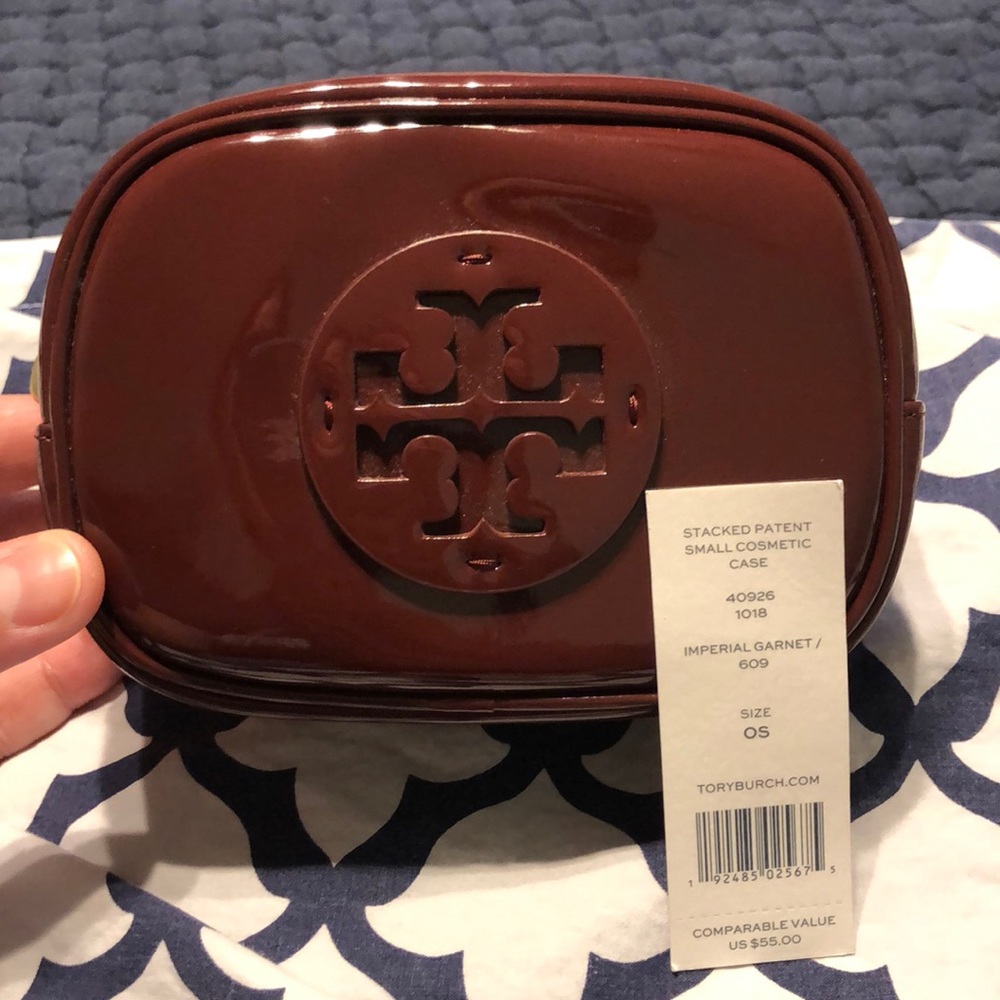 STACKED PATENT
SMALL COSMETIC
CASE
40926
1018
IMPERIAL GARNET /
609
SIZE
OS
TORYBURCH.COM
1 92485 02567 5
COMPARABLE VALUE
US $55.00